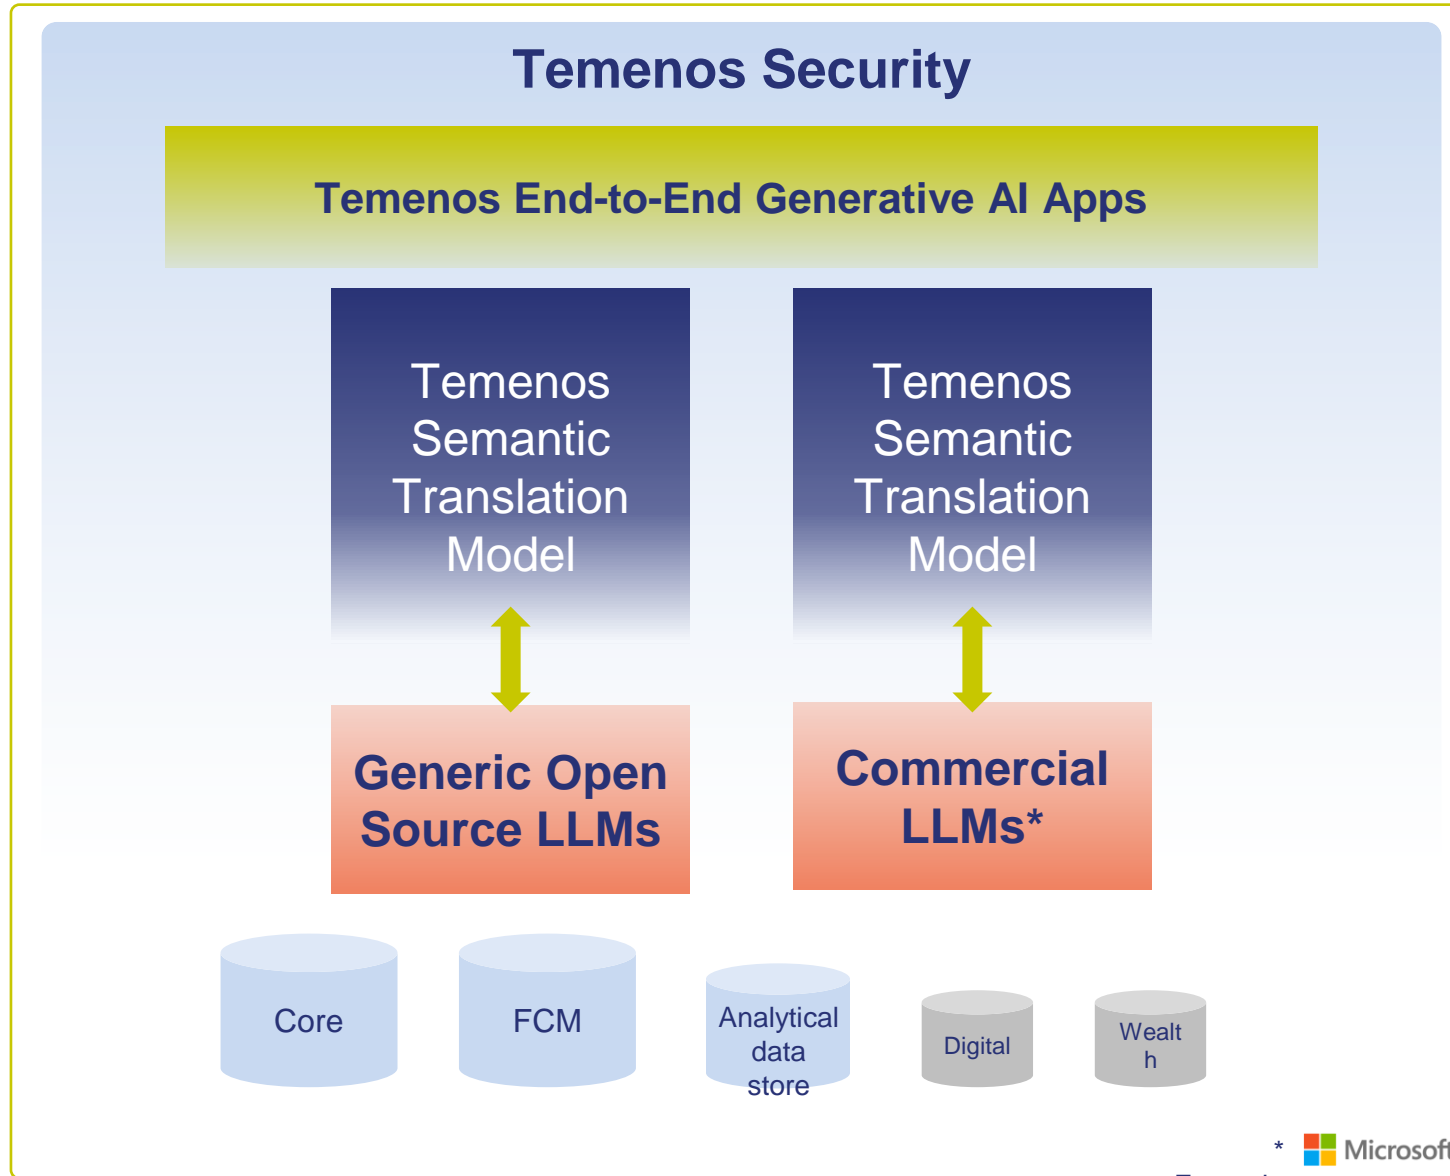 Temenos Security
Temenos End-to-End Generative AI Apps
Temenos
Semantic
Translation
Model
Temenos
Semantic
Translation
Model
Generic Open
Source LLMs
Commercial
LLMs*
Core
FCM
Analytical
data
store
Digital
Wealt
h
* Microsoft